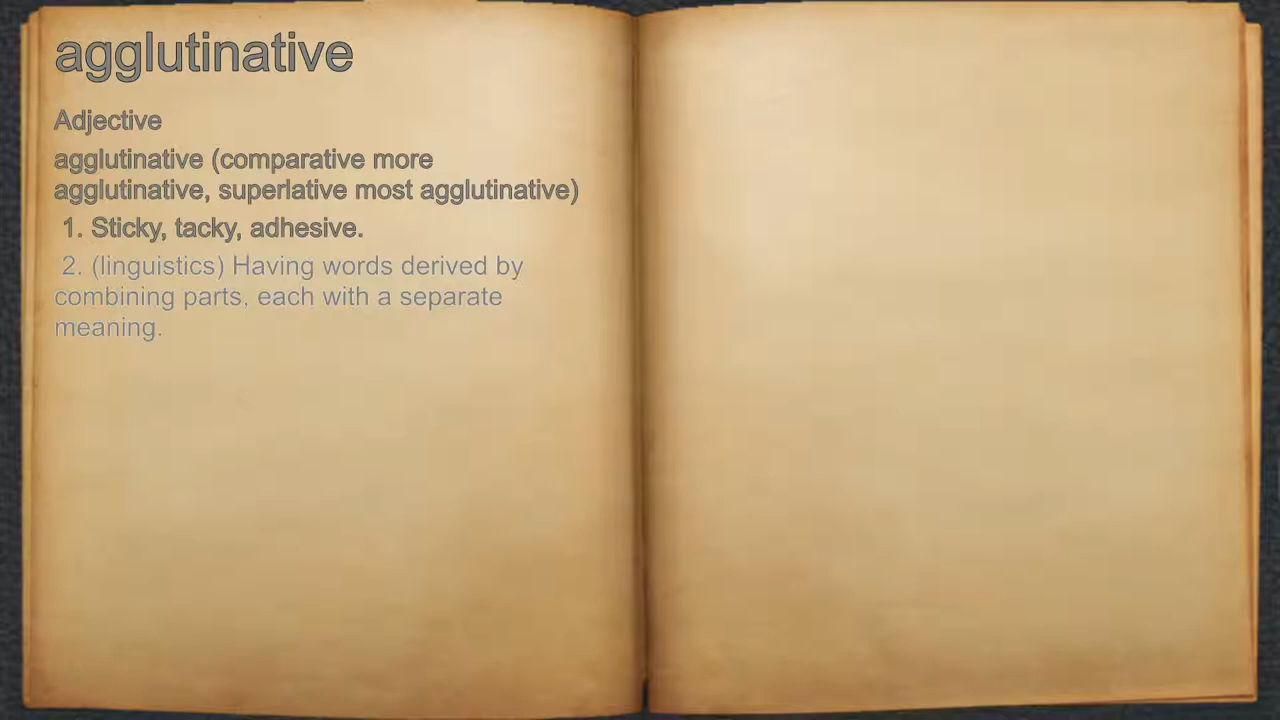 agglutinative
Adjective
agglutinative (comparative more
agglutinative, superlative most agglutinative)
1. Sticky, tacky, adhesive.
2. (linguistics) Having words derived by
combining parts, each with a separate
meaning.